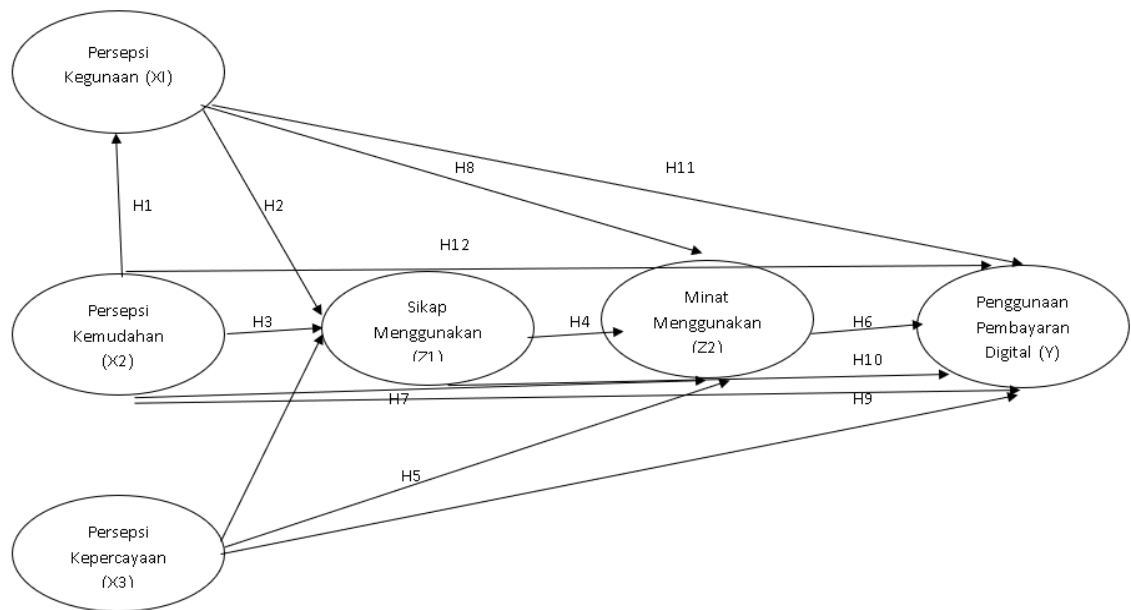 Persepsi
Kegunaan (X1)
H8
H11
H1
H2
H12
Persepsi
Kemudahan
(X2)
H3
Sikap
Menggunakan
(Z1)
H4
Minat
Menggunakan
(Z2)
H6
Penggunaan
Pembayaran
Digital (Y)
H10
H7
H9
H5
Persepsi
Kepercayaan
(X3)